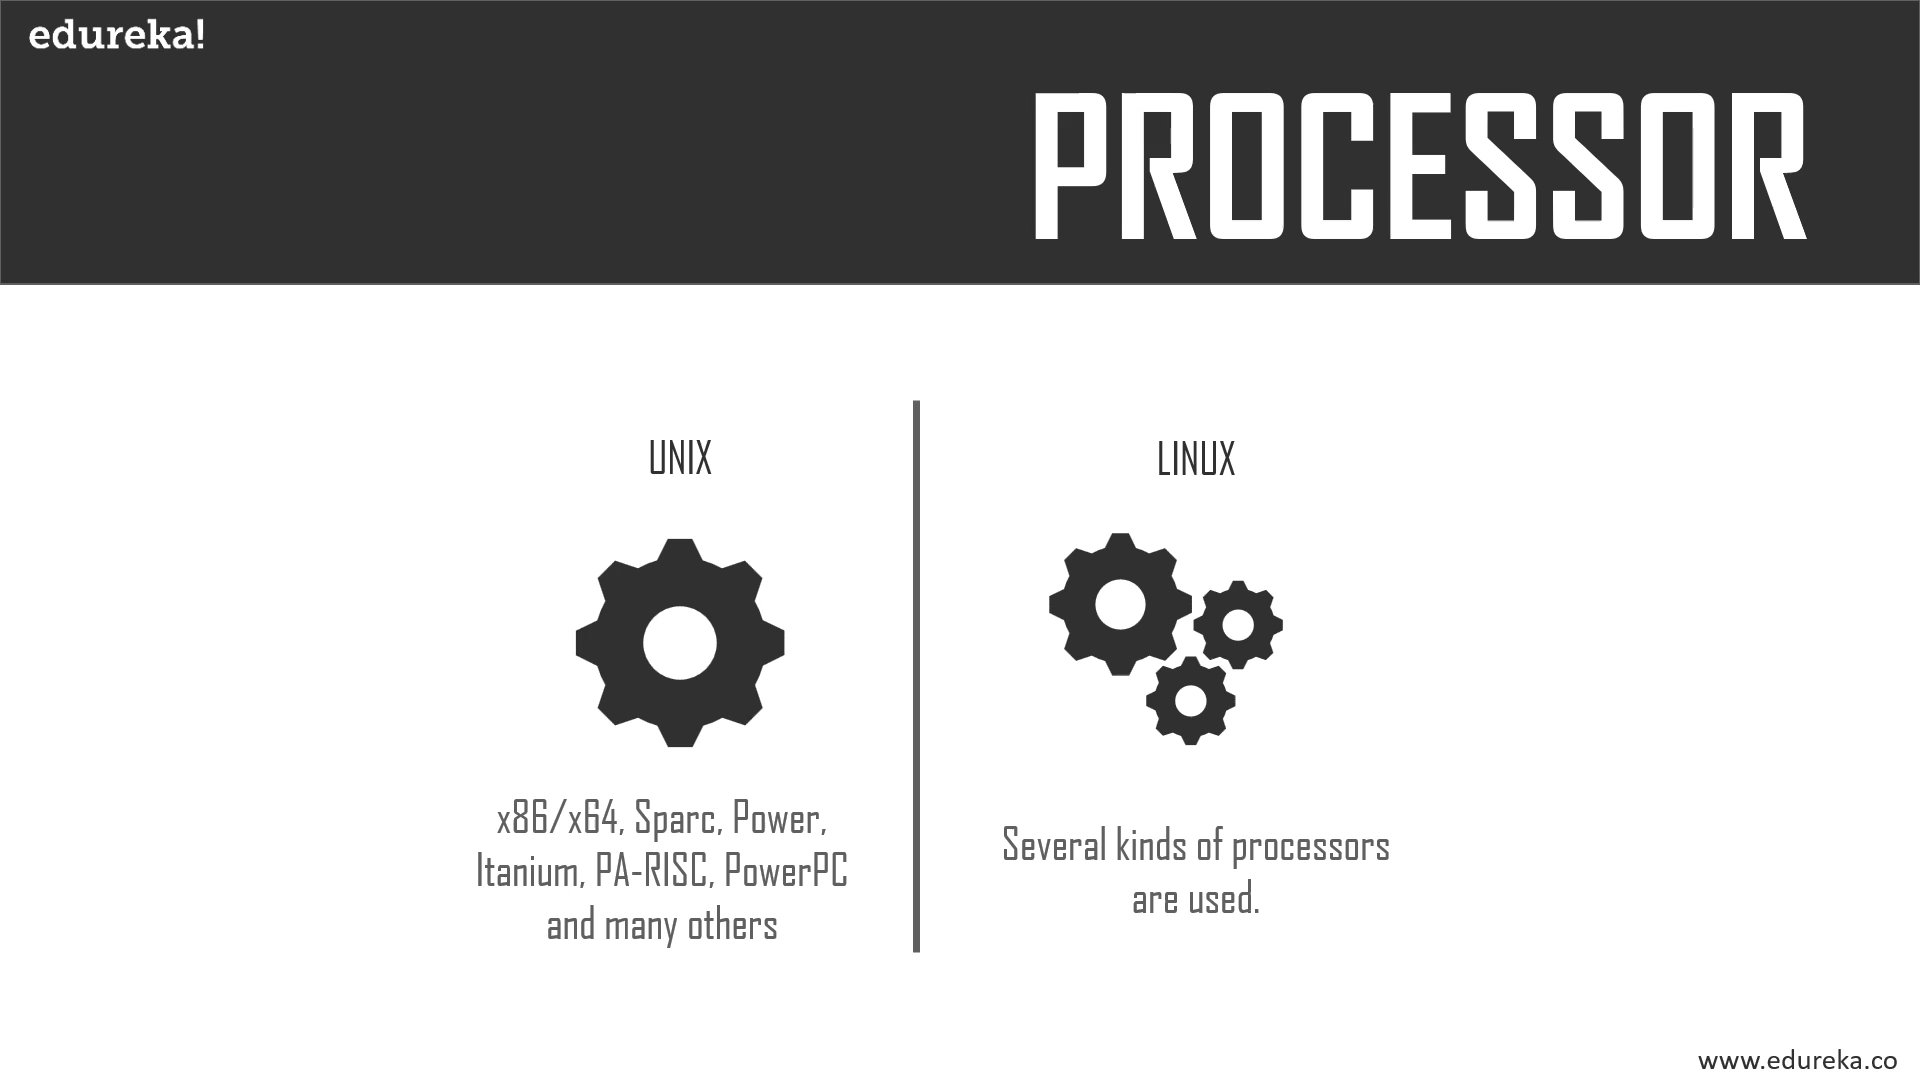 edureka!
PROCESSOR
UNIX
x86/x64, Sparc, Power,
Itanium, PA-RISC, PowerPC
and many others
LINUX
Several kinds of processors
are used.
www.edureka.co